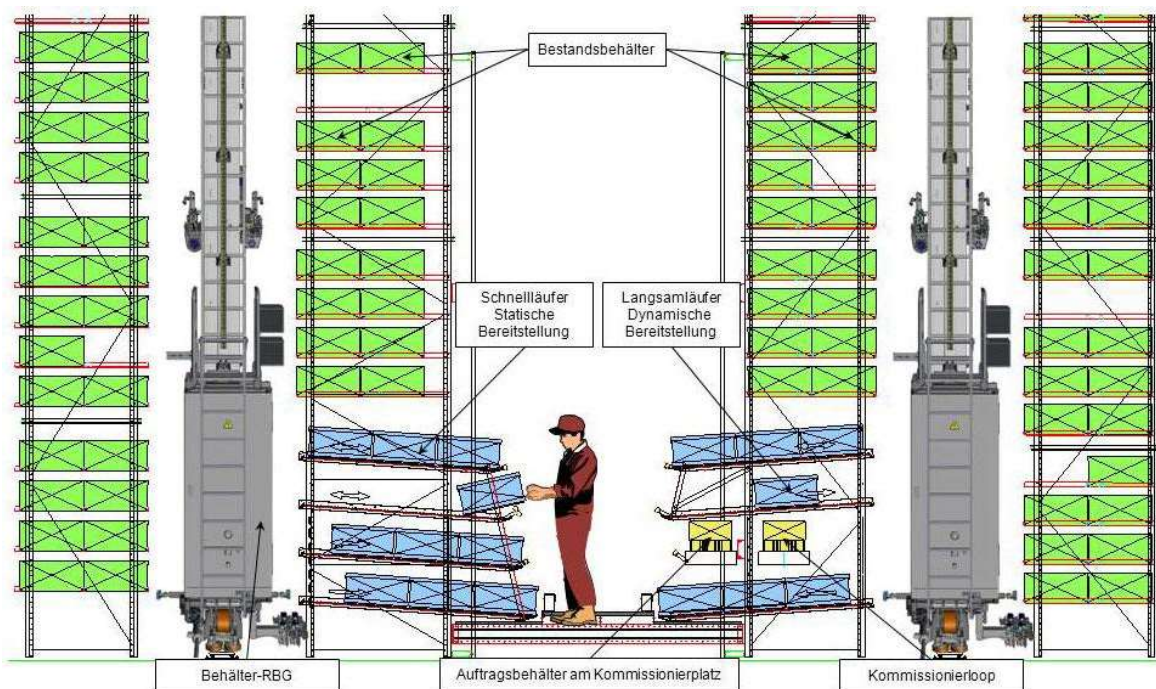 Bestandsbehälter
Schnellläufer
Statische
Bereitstellung
Langsamläufer
Dynamische
Bereitstellung
Behälter-RBG
Auftragsbehälter am Kommissionierplatz
Kommissionierloop